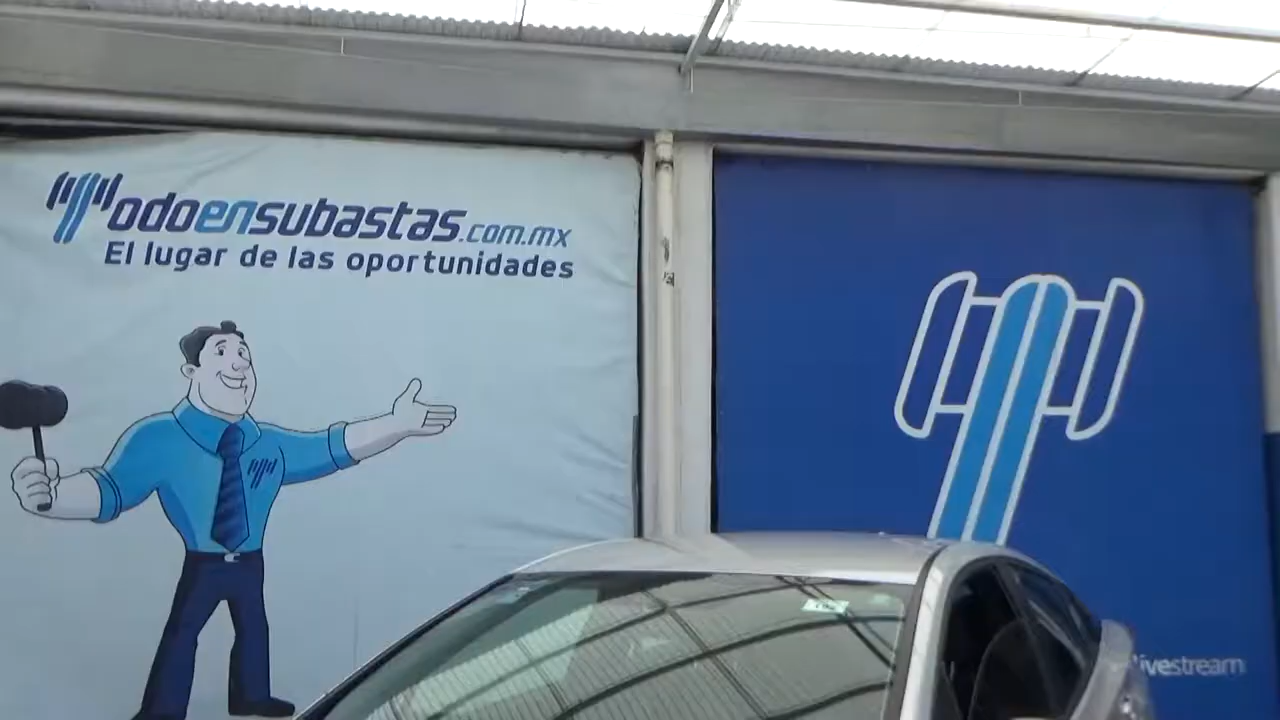 Todoensubastas.com.mx
El lugar de las oportunidades
livestream